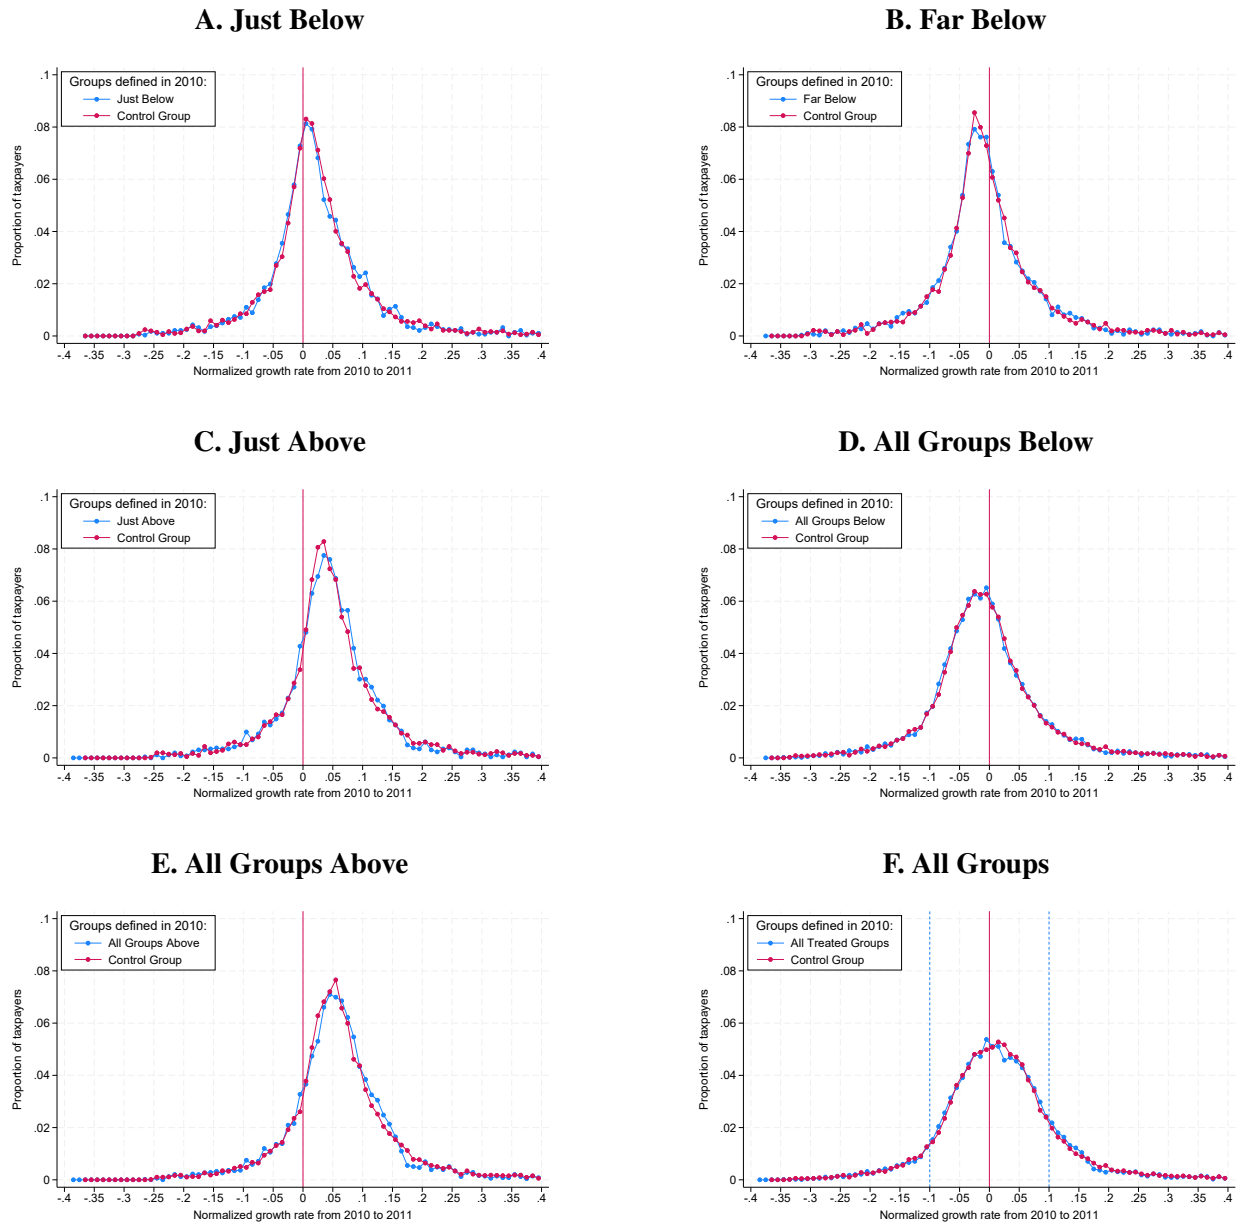 A. Just Below
Proportion of taxpayers
.1
.08
.06
.04
.02
0
Groups defined in 2010:
Just Below
Control Group
-.4 -.35 -.3 -.25 -.2 -.15 -.1 -.05 0 .05 .1 .15 .2 .25 .3 .35 .4
Normalized growth rate from 2010 to 2011
B. Far Below
Proportion of taxpayers
.1
.08
.06
.04
.02
0
Groups defined in 2010:
Far Below
Control Group
-.4 -.35 -.3 -.25 -.2 -.15 -.1 -.05 0 .05 .1 .15 .2 .25 .3 .35 .4
Normalized growth rate from 2010 to 2011
C. Just Above
Proportion of taxpayers
.1
.08
.06
.04
.02
0
Groups defined in 2010:
Just Above
Control Group
-.4 -.35 -.3 -.25 -.2 -.15 -.1 -.05 0 .05 .1 .15 .2 .25 .3 .35 .4
Normalized growth rate from 2010 to 2011
D. All Groups Below
Proportion of taxpayers
.1
.08
.06
.04
.02
0
Groups defined in 2010:
All Groups Below
Control Group
-.4 -.35 -.3 -.25 -.2 -.15 -.1 -.05 0 .05 .1 .15 .2 .25 .3 .35 .4
Normalized growth rate from 2010 to 2011
E. All Groups Above
Proportion of taxpayers
.1
.08
.06
.04
.02
0
Groups defined in 2010:
All Groups Above
Control Group
-.4 -.35 -.3 -.25 -.2 -.15 -.1 -.05 0 .05 .1 .15 .2 .25 .3 .35 .4
Normalized growth rate from 2010 to 2011
F. All Groups
Proportion of taxpayers
.1
.08
.06
.04
.02
0
Groups defined in 2010:
All Treated Groups
Control Group
-.4 -.35 -.3 -.25 -.2 -.15 -.1 -.05 0 .05 .1 .15 .2 .25 .3 .35 .4
Normalized growth rate from 2010 to 2011